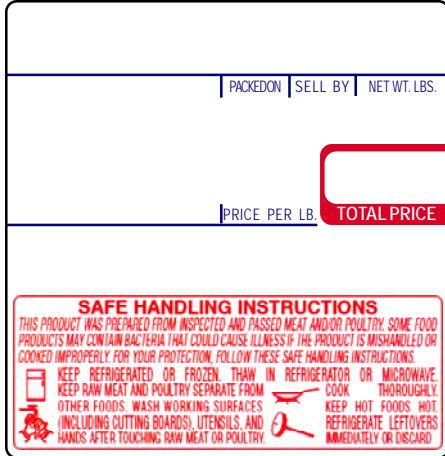 PACKEDON SELL BY NET WT. LBS.
PRICE PER LB. TOTAL PRICE
SAFE HANDLING INSTRUCTIONS
THIS PRODUCT WAS PREPARED FROM INSPECTED AND PASSED MEAT AND/OR POULTRY. SOME FOOD
PRODUCTS MAY CONTAIN BACTERIA THAT COULD CAUSE ILLNESS IF THE PRODUCT IS MISHANDLED OR
COOKED IMPROPERLY. FOR YOUR PROTECTION, FOLLOW THESE SAFE HANDLING INSTRUCTIONS.
KEEP REFRIGERATED OR FROZEN. THAW IN REFRIGERATOR OR MICROWAVE.
KEEP RAW MEAT AND POULTRY SEPARATE FROM
OTHER FOODS. WASH WORKING SURFACES
(INCLUDING CUTTING BOARDS), UTENSILS, AND
HANDS AFTER TOUCHING RAW MEAT OR POULTRY.
COOK THOROUGHLY.
KEEP HOT FOODS HOT.
REFRIGERATE LEFTOVERS
IMMEDIATELY OR DISCARD